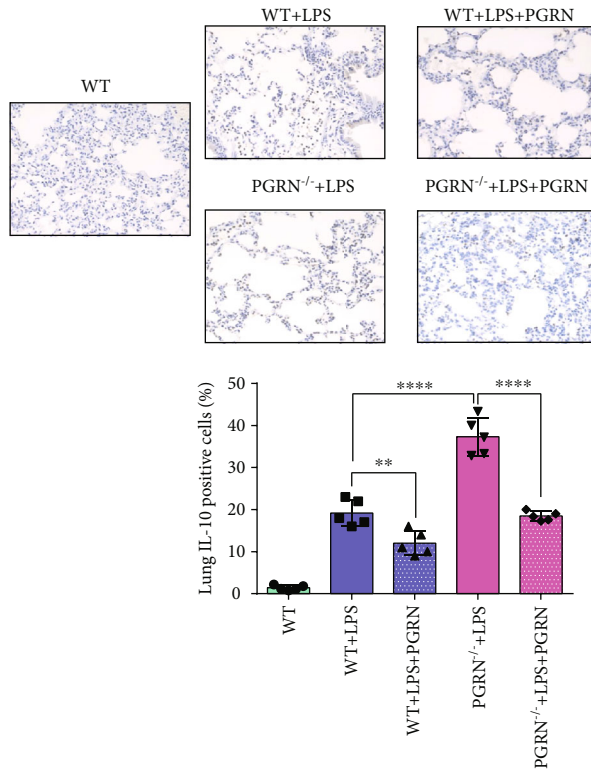 WT+LPS
WT+LPS+PGRN
WT
PGRN⁻/⁻+LPS
PGRN⁻/⁻+LPS+PGRN
Lung IL-10 positive cells (%)
50
40
30
20
10
0
****
****
**
WT
WT+LPS
WT+LPS+PGRN
PGRN⁻/⁻+LPS
PGRN⁻/⁻+LPS+PGRN